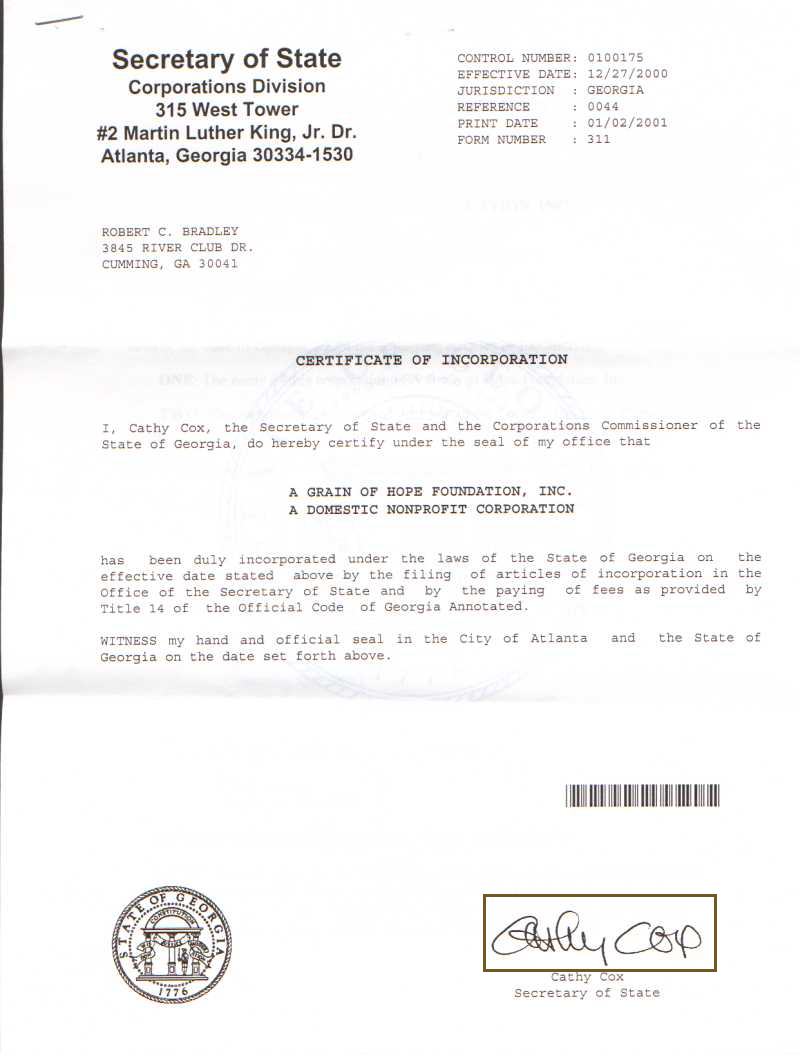 Secretary of State
Corporations Division
315 West Tower
#2 Martin Luther King, Jr. Dr.
Atlanta, Georgia 30334-1530
CONTROL NUMBER: 0100175
EFFECTIVE DATE: 12/27/2000
JURISDICTION : GEORGIA
REFERENCE : 0044
PRINT DATE : 01/02/2001
FORM NUMBER : 311
ROBERT C. BRADLEY
3845 RIVER CLUB DR.
CUMMING, GA 30041
CERTIFICATE OF INCORPORATION
I, Cathy Cox, the Secretary of State and the Corporations Commissioner of the
State of Georgia, do hereby certify under the seal of my office that
A GRAIN OF HOPE FOUNDATION, INC.
A DOMESTIC NONPROFIT CORPORATION
has been duly incorporated under the laws of the State of Georgia on the
effective date stated above by the filing of articles of incorporation in the
Office of the Secretary of State and by the paying of fees as provided by
Title 14 of the Official Code of Georgia Annotated.
WITNESS my hand and official seal in the City of Atlanta and the State of
Georgia on the date set forth above.
STATE OF GEORGIA
CONSTITUTION
1776
Cathy Cox
Cathy Cox
Secretary of State